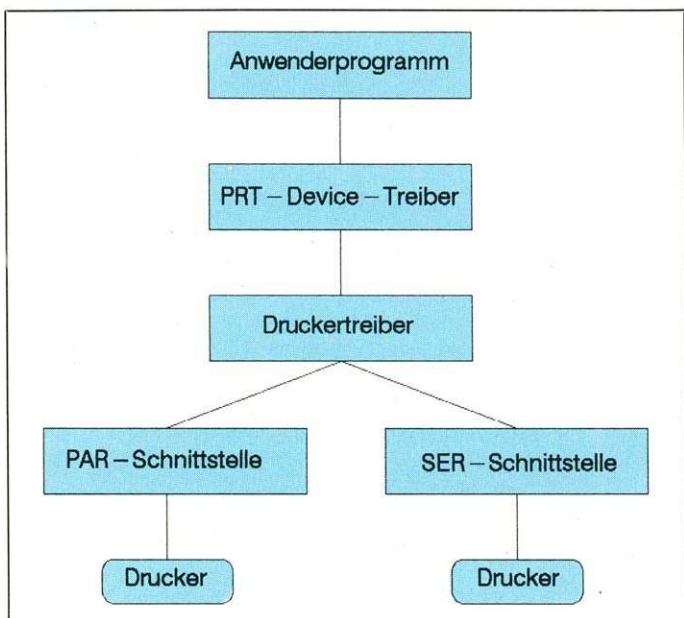 Anwenderprogramm
PRT – Device – Treiber
Druckertreiber
PAR – Schnittstelle
SER – Schnittstelle
Drucker
Drucker